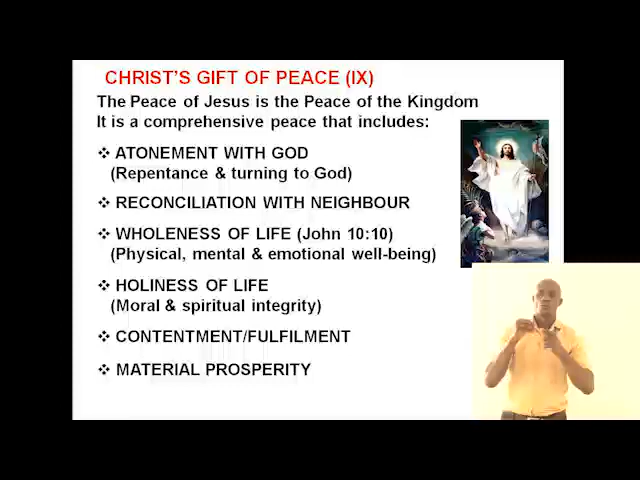 CHRIST'S GIFT OF PEACE (IX)
The Peace of Jesus is the Peace of the Kingdom
It is a comprehensive peace that includes:
❖ ATONEMENT WITH GOD
(Repentance & turning to God)
❖ RECONCILIATION WITH NEIGHBOUR
❖ WHOLENESS OF LIFE (John 10:10)
(Physical, mental & emotional well-being)
❖ HOLINESS OF LIFE
(Moral & spiritual integrity)
❖ CONTENTMENT/FULFILMENT
❖ MATERIAL PROSPERITY